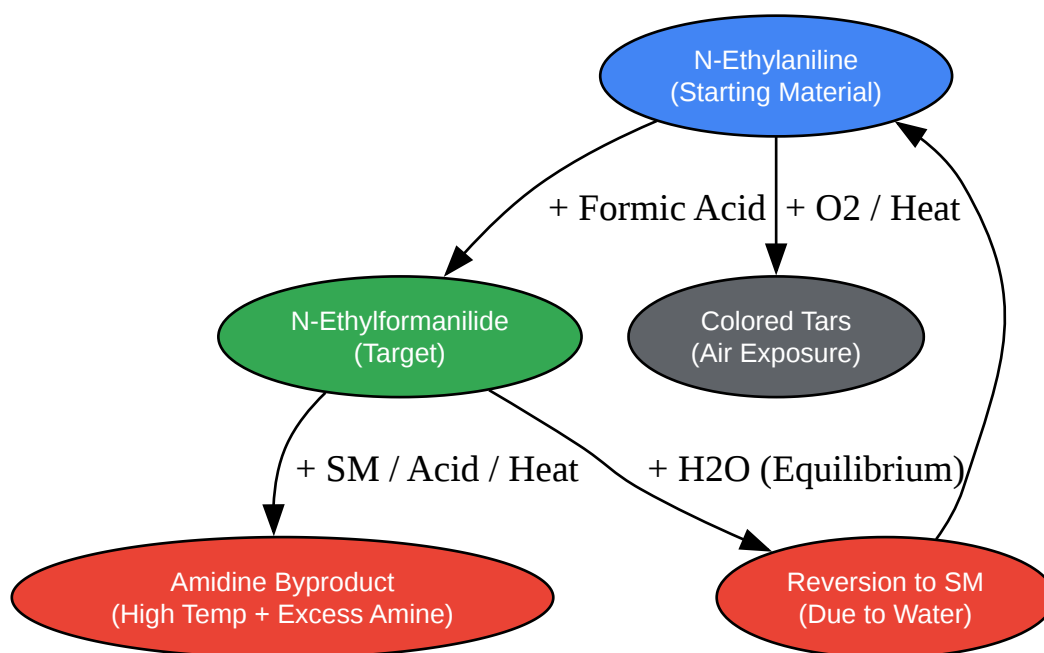 N-Ethylaniline
(Starting Material)
+ Formic Acid
+ O2 / Heat
N-Ethylformanilide
(Target)
Colored Tars
(Air Exposure)
+ SM / Acid / Heat
+ H2O (Equilibrium)
Amidine Byproduct
(High Temp + Excess Amine)
Reversion to SM
(Due to Water)